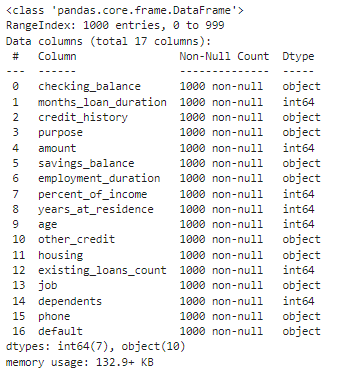 <class 'pandas.core.frame.DataFrame'>
RangeIndex: 1000 entries, 0 to 999
Data columns (total 17 columns):
 #   Column                Non-Null Count  Dtype
---  ------                --------------  -----
 0   checking_balance      1000 non-null   object
 1   months_loan_duration  1000 non-null   int64
 2   credit_history        1000 non-null   object
 3   purpose               1000 non-null   object
 4   amount                1000 non-null   int64
 5   savings_balance       1000 non-null   object
 6   employment_duration   1000 non-null   object
 7   percent_of_income     1000 non-null   int64
 8   years_at_residence    1000 non-null   int64
 9   age                   1000 non-null   int64
 10  other_credit          1000 non-null   object
 11  housing               1000 non-null   object
 12  existing_loans_count  1000 non-null   int64
 13  job                   1000 non-null   object
 14  dependents            1000 non-null   int64
 15  phone                 1000 non-null   object
 16  default               1000 non-null   object
dtypes: int64(7), object(10)
memory usage: 132.9+ KB